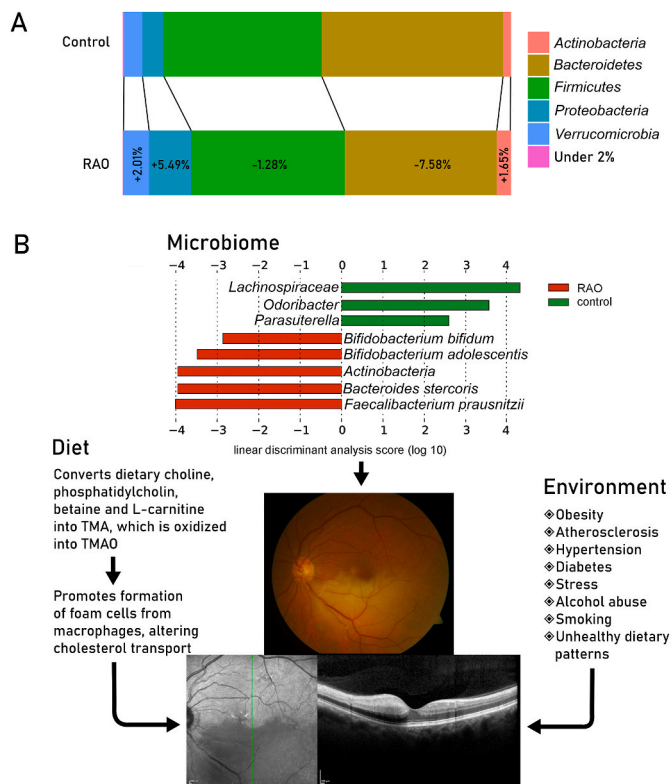 A
Control
RAO
+2.01%
+5.49%
-1.28%
-7.58%
+1.65%
Actinobacteria
Bacteroidetes
Firmicutes
Proteobacteria
Verrucomicrobia
Under 2%
B
Microbiome
−4 −3 −2 −1 0 1 2 3 4
Lachnospiraceae
Odoribacter
Parasuterella
Bifidobacterium bifidum
Bifidobacterium adolescentis
Actinobacteria
Bacteroides stercoris
Faecalibacterium prausnitzii
−4 −3 −2 −1 0 1 2 3 4
linear discriminant analysis score (log 10)
RAO
control
Diet
Converts dietary choline,
phosphatidylcholin,
betaine and L-carnitine
into TMA, which is oxidized
into TMAO
Promotes formation
of foam cells from
macrophages, altering
cholesterol transport
Environment
Obesity
Atherosclerosis
Hypertension
Diabetes
Stress
Alcohol abuse
Smoking
Unhealthy dietary
patterns